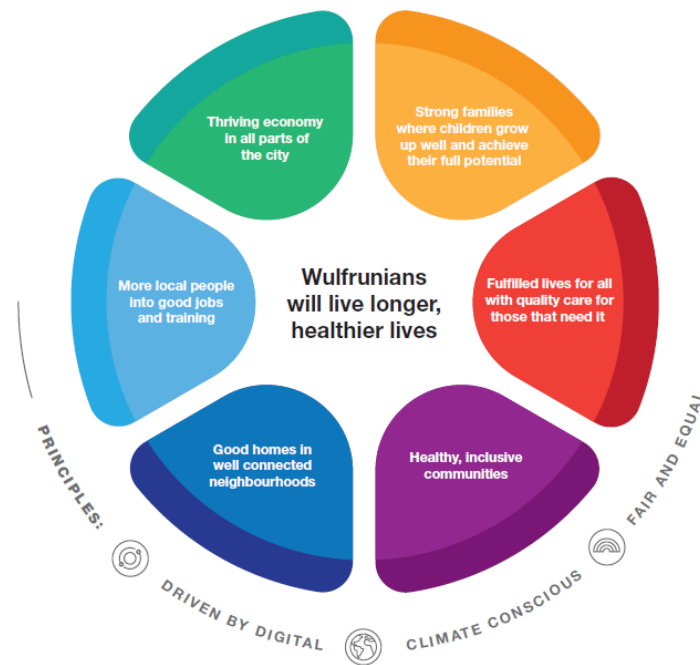 Thriving economy
in all parts of
the city
Strong families
where children grow
up well and achieve
their full potential
More local people
into good jobs
and training
Wulfrunians
will live longer,
healthier lives
Fulfilled lives for all
with quality care for
those that need it
Good homes in
well connected
neighbourhoods
Healthy, inclusive
communities
PRINCIPLES:
DRIVEN BY DIGITAL
CLIMATE CONSCIOUS
FAIR AND EQUAL